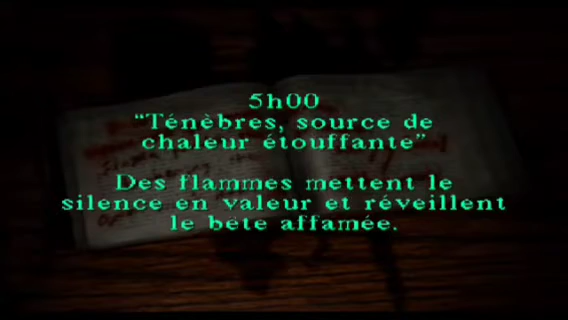 5h00
“Ténèbres, source de
chaleur étouffante”
Des flammes mettent le
silence en valeur et réveillent
le bête affamée.